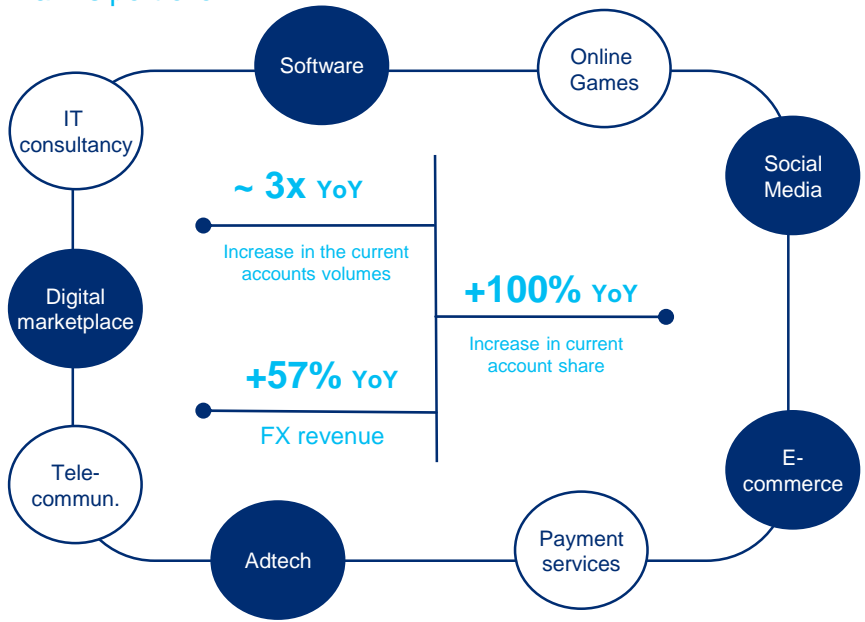 Software
Online
Games
IT
consultancy
Social
Media
~ 3x YoY
Increase in the current
accounts volumes
+100% YoY
Increase in current
account share
Digital
marketplace
+57% YoY
FX revenue
Tele-
commun.
E-
commerce
Adtech
Payment
services